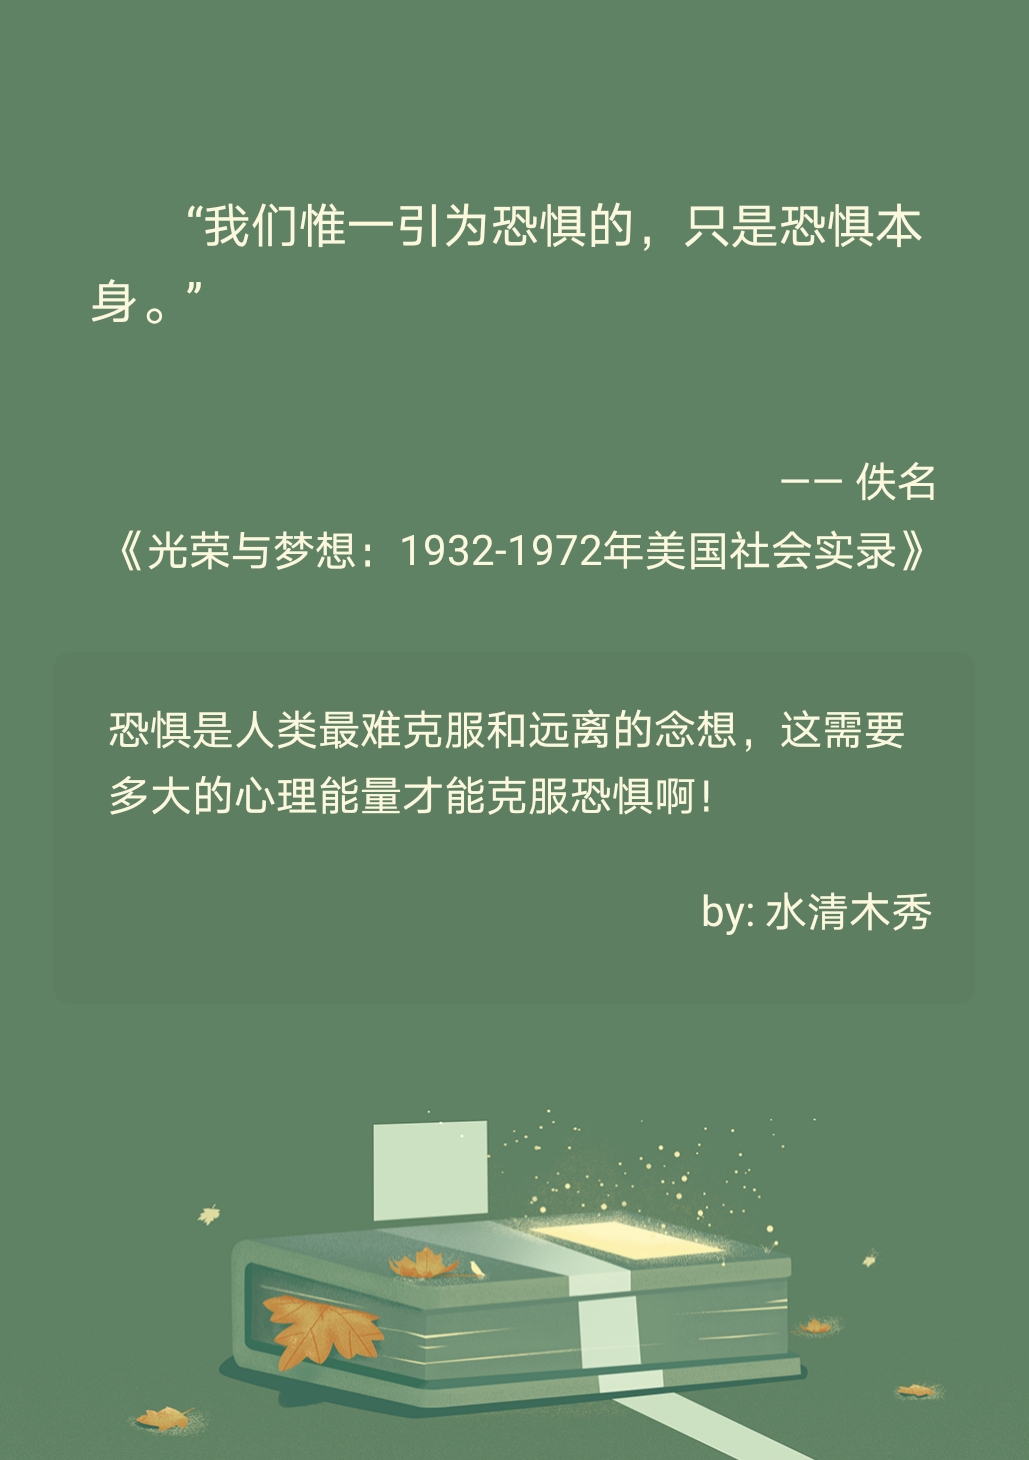 “我们惟一引为恐惧的，只是恐惧本
身。”
—— 佚名
《光荣与梦想：1932-1972年美国社会实录》
恐惧是人类最难克服和远离的念想，这需要
多大的心理能量才能克服恐惧啊！
by: 水清木秀